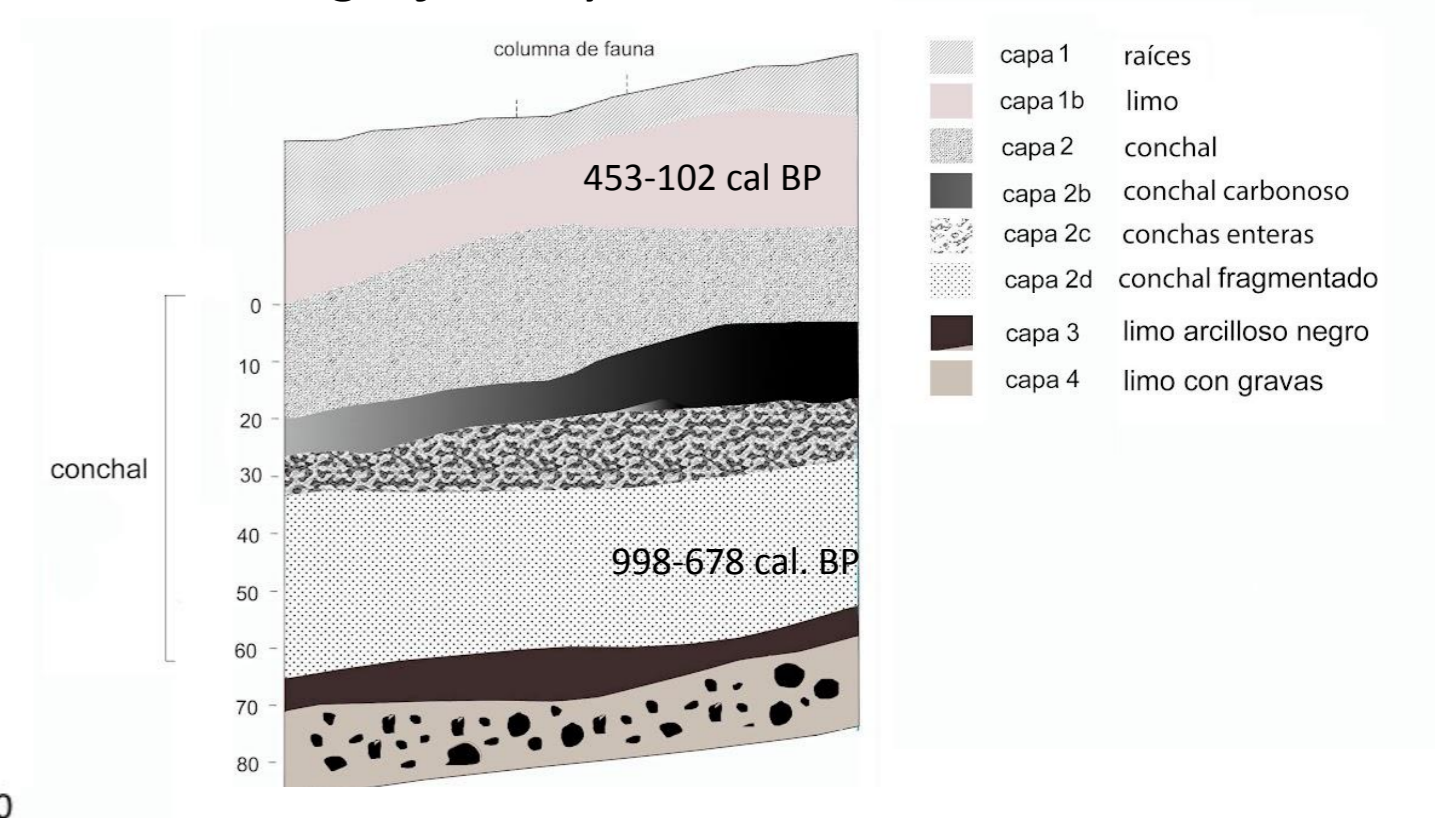 columna de fauna
453-102 cal BP
0
10
20
30
40
50
60
70
80
conchal
998-678 cal. BP
capa 1 raíces
capa 1b limo
capa 2 conchal
capa 2b conchal carbonoso
capa 2c conchas enteras
capa 2d conchal fragmentado
capa 3 limo arcilloso negro
capa 4 limo con gravas